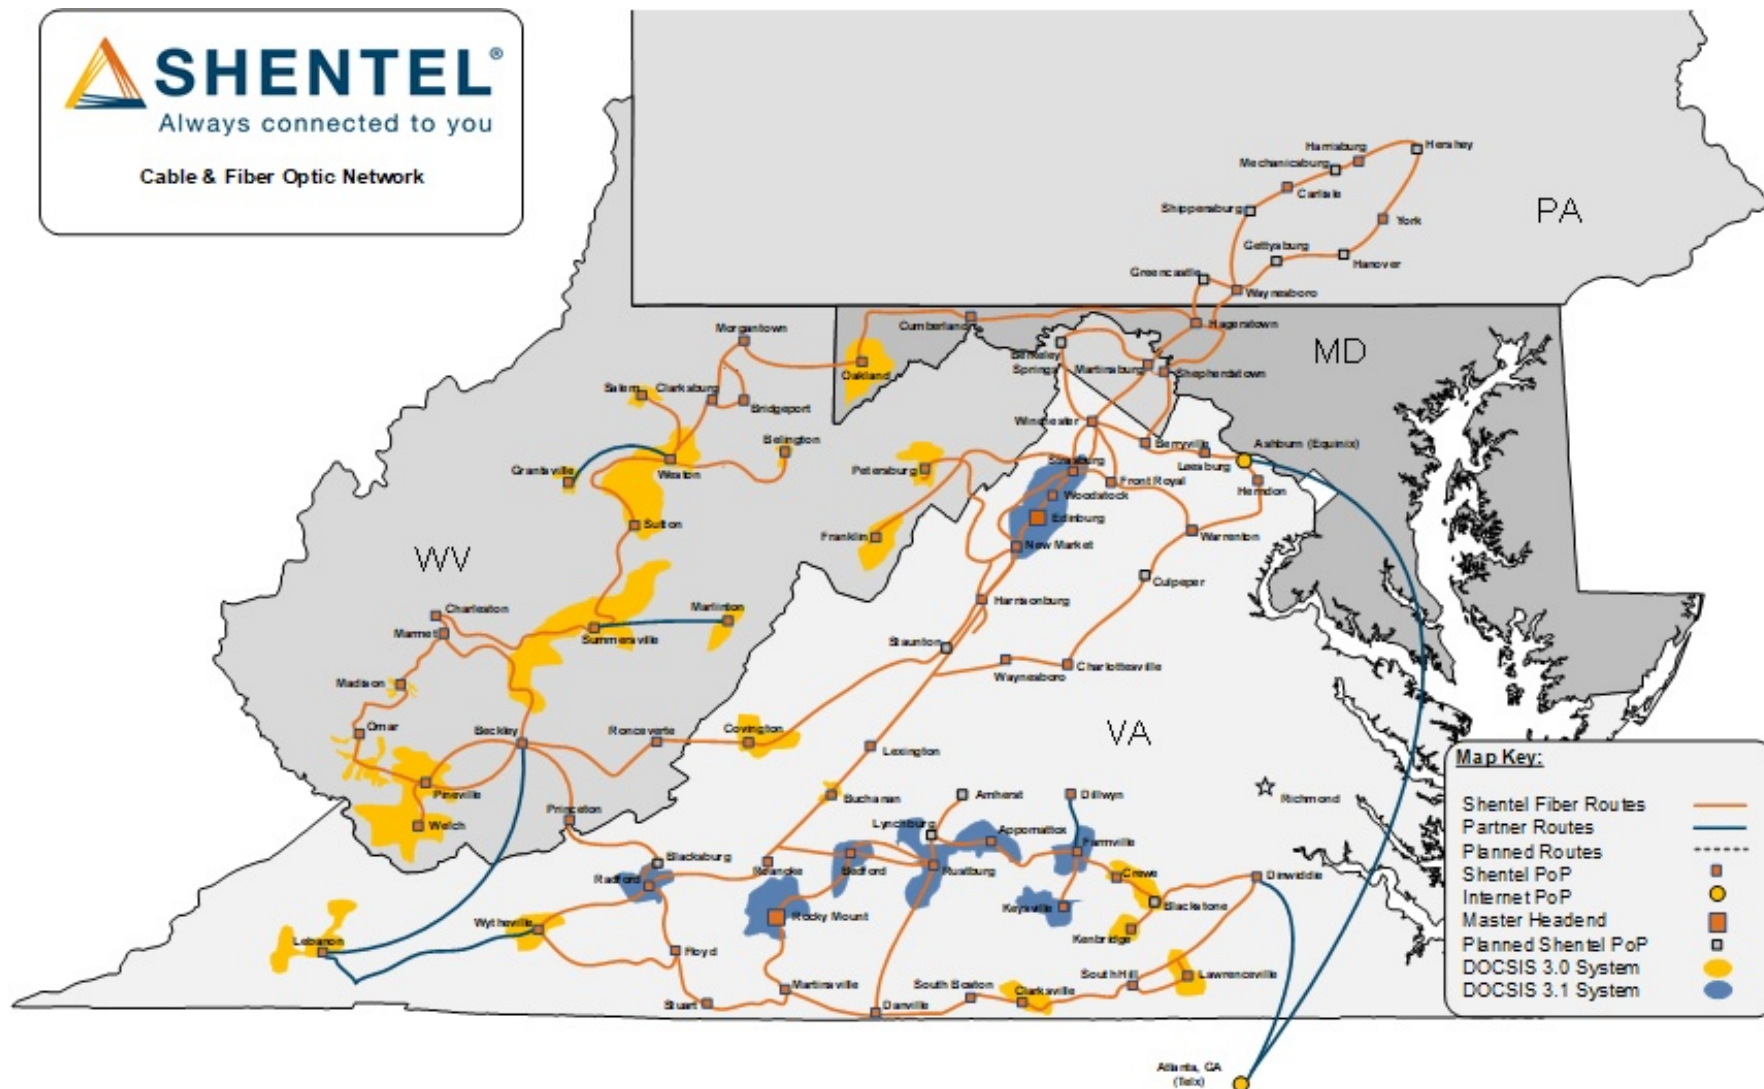 SHENTEL®
Always connected to you
Cable & Fiber Optic Network
Harrisburg
Hershey
Mechanicsburg
Carlisle
Shippensburg
PA
York
Gettysburg
Hanover
Greencastle
Waynesboro
Morgantown
Cumberland
Hagerstown
MD
Oakland
Berkeley
Springs
Martinsburg
Shepherdstown
Salem
Clarksburg
Bridgeport
Winchester
Belington
Berryville
Ashburn (Equinix)
Grantsville
Weston
Petersburg
Strasburg
Leesburg
Front Royal
Herndon
Woodstock
Edinburg
Sutton
Franklin
New Market
Warrenton
WV
Culpeper
Harrisonburg
Charleston
Marmet
Marlinton
Summersville
Staunton
Charlottesville
Waynesboro
Madison
Omar
Beckley
Ronceverte
Covington
VA
Lexington
Pineville
Buchanan
Amherst
Dillwyn
Richmond
Princeton
Welch
Lynchburg
Appomattox
Farmville
Blacksburg
Roanoke
Bedford
Rustburg
Crewe
Dinwiddie
Radford
Blackstone
Keysville
Rocky Mount
Wytheville
Kenbridge
Lebanon
Floyd
South Hill
Lawrenceville
Martinsville
South Boston
Clarksville
Stuart
Danville
Atlanta, GA
(Telx)
Map Key:
Shentel Fiber Routes
Partner Routes
Planned Routes
Shentel PoP
Internet PoP
Master Headend
Planned Shentel PoP
DOCSIS 3.0 System
DOCSIS 3.1 System